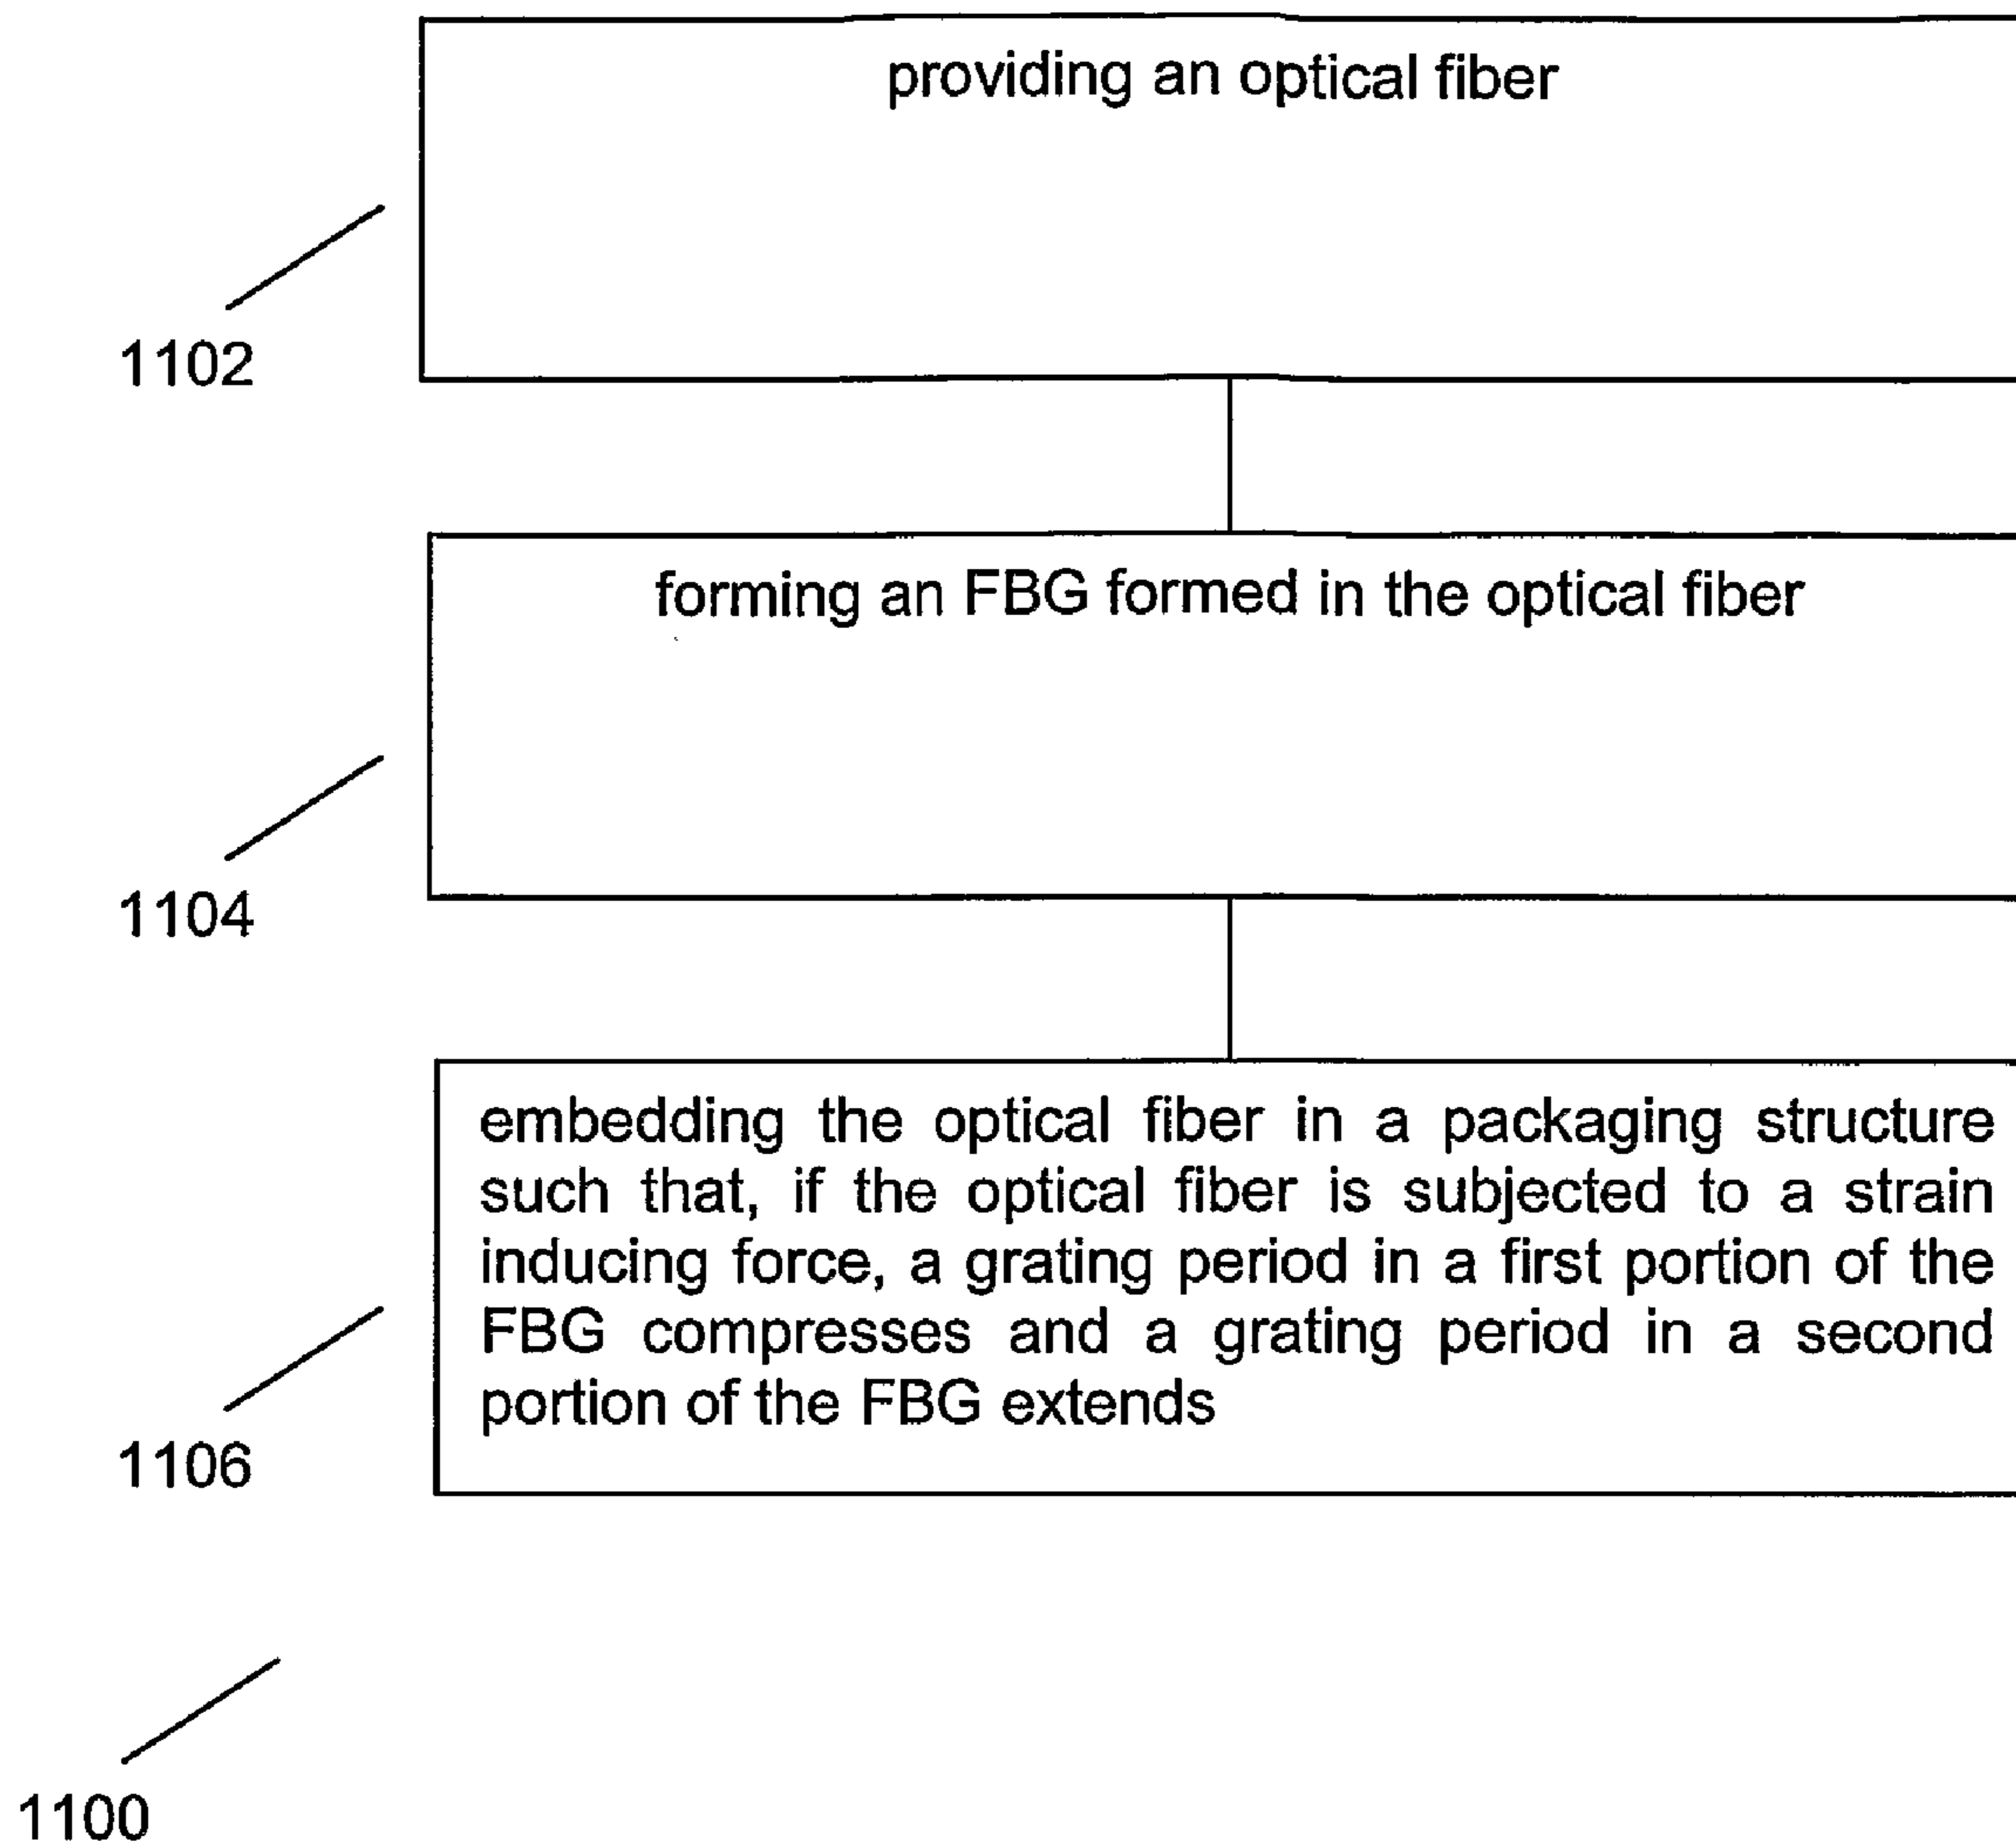 providing an optical fiber
1102
forming an FBG formed in the optical fiber
1104
embedding the optical fiber in a packaging structure
such that, if the optical fiber is subjected to a strain
inducing force, a grating period in a first portion of the
FBG compresses and a grating period in a second
portion of the FBG extends
1106
1100